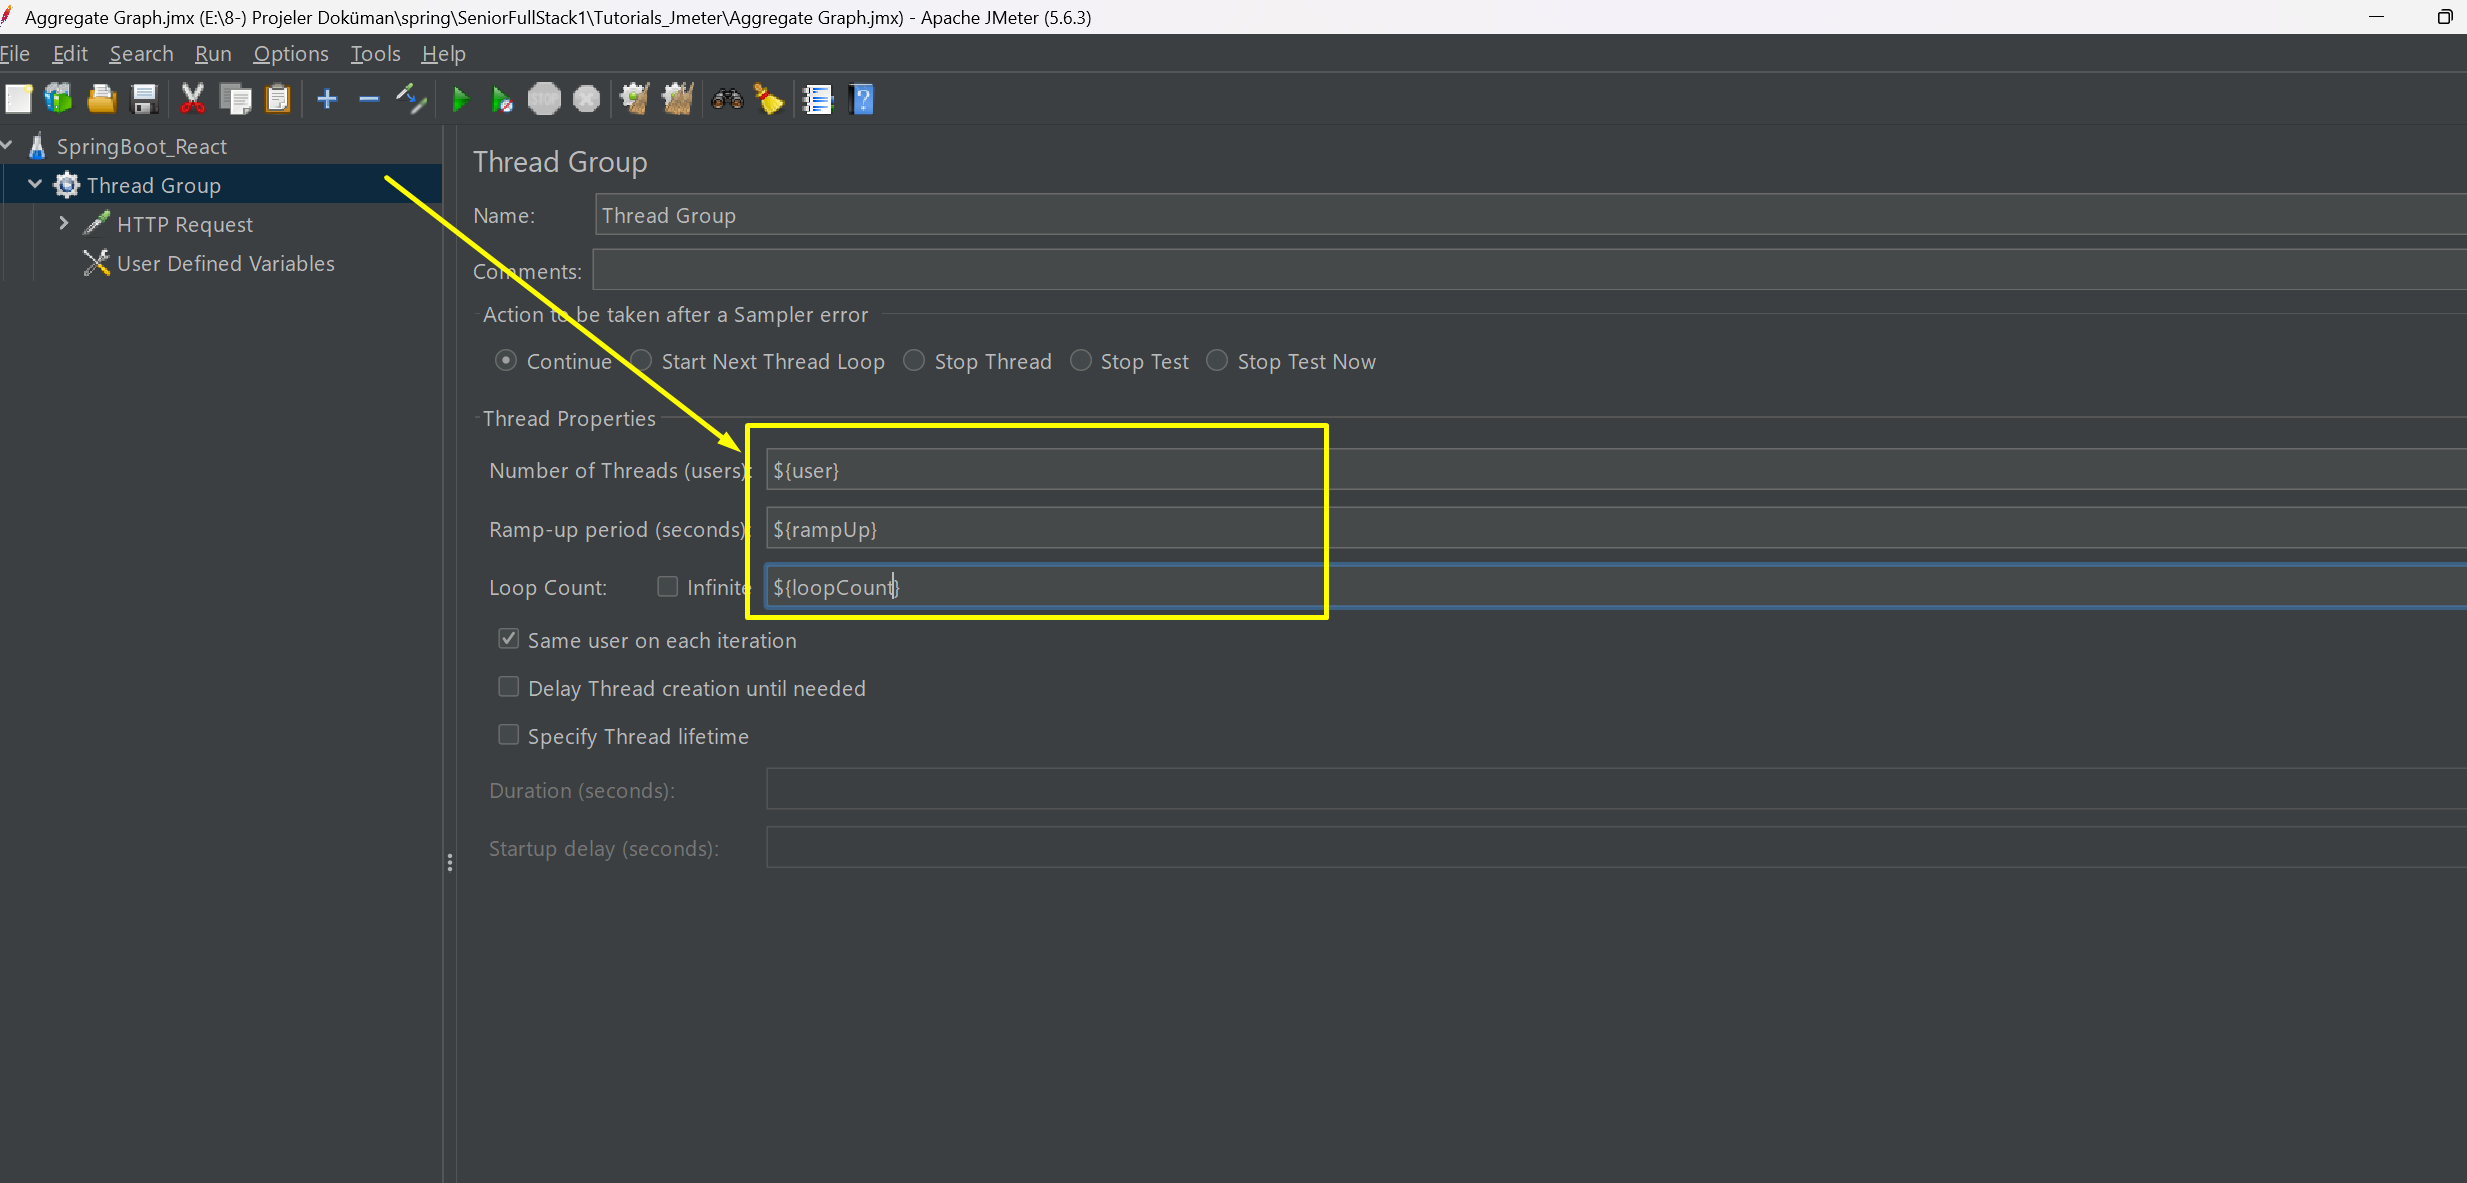 Aggregate Graph.jmx (E:\8-) Projeler Doküman\spring\SeniorFullStack1\Tutorials_Jmeter\Aggregate Graph.jmx) - Apache JMeter (5.6.3)
File Edit Search Run Options Tools Help
STOP
SpringBoot_React
Thread Group
HTTP Request
User Defined Variables
Thread Group
Name: Thread Group
Comments:
Action to be taken after a Sampler error
Continue Start Next Thread Loop Stop Thread Stop Test Stop Test Now
Thread Properties
Number of Threads (users): ${user}
Ramp-up period (seconds): ${rampUp}
Loop Count: Infinite ${loopCount}
Same user on each iteration
Delay Thread creation until needed
Specify Thread lifetime
Duration (seconds):
Startup delay (seconds):